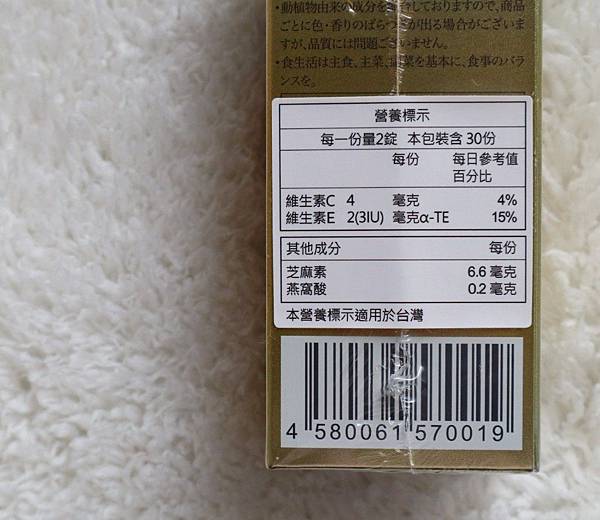 ・動植物由来の成分を使用しておりますので、商品
ごとに色・香りのばらつきが出る場合がございま
すが、品質には問題ございません。
・食生活は主食、主菜、副菜を基本に、食事のバラ
ンスを。
營養標示
每一份量2錠 本包裝含30份
每份 每日參考值
百分比
維生素C 4 毫克 4%
維生素E 2(3IU) 毫克α-TE 15%
其他成分 每份
芝麻素 6.6 毫克
燕窩酸 0.2 毫克
本營養標示適用於台灣
4 580061 570019